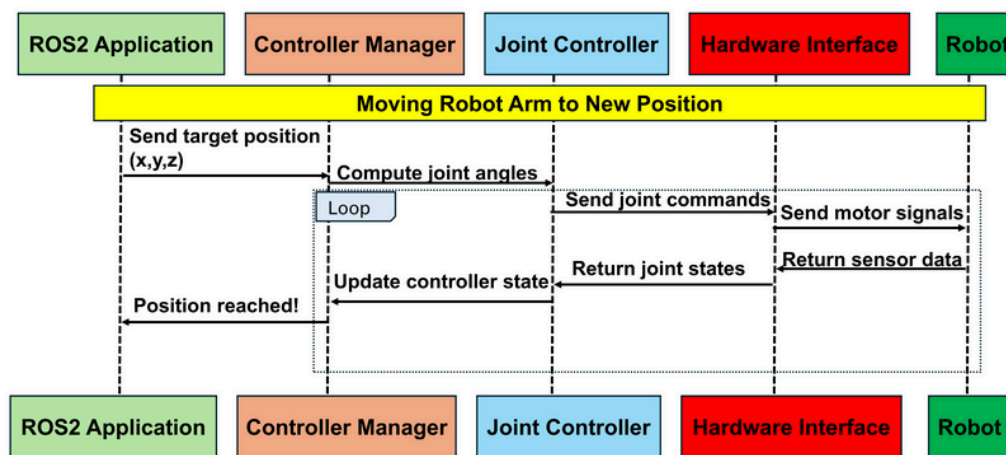 ROS2 Application
Controller Manager
Joint Controller
Hardware Interface
Robot
Moving Robot Arm to New Position
Send target position
(x,y,z)
Compute joint angles
Loop
Send joint commands
Send motor signals
Return sensor data
Return joint states
Update controller state
Position reached!
ROS2 Application
Controller Manager
Joint Controller
Hardware Interface
Robot